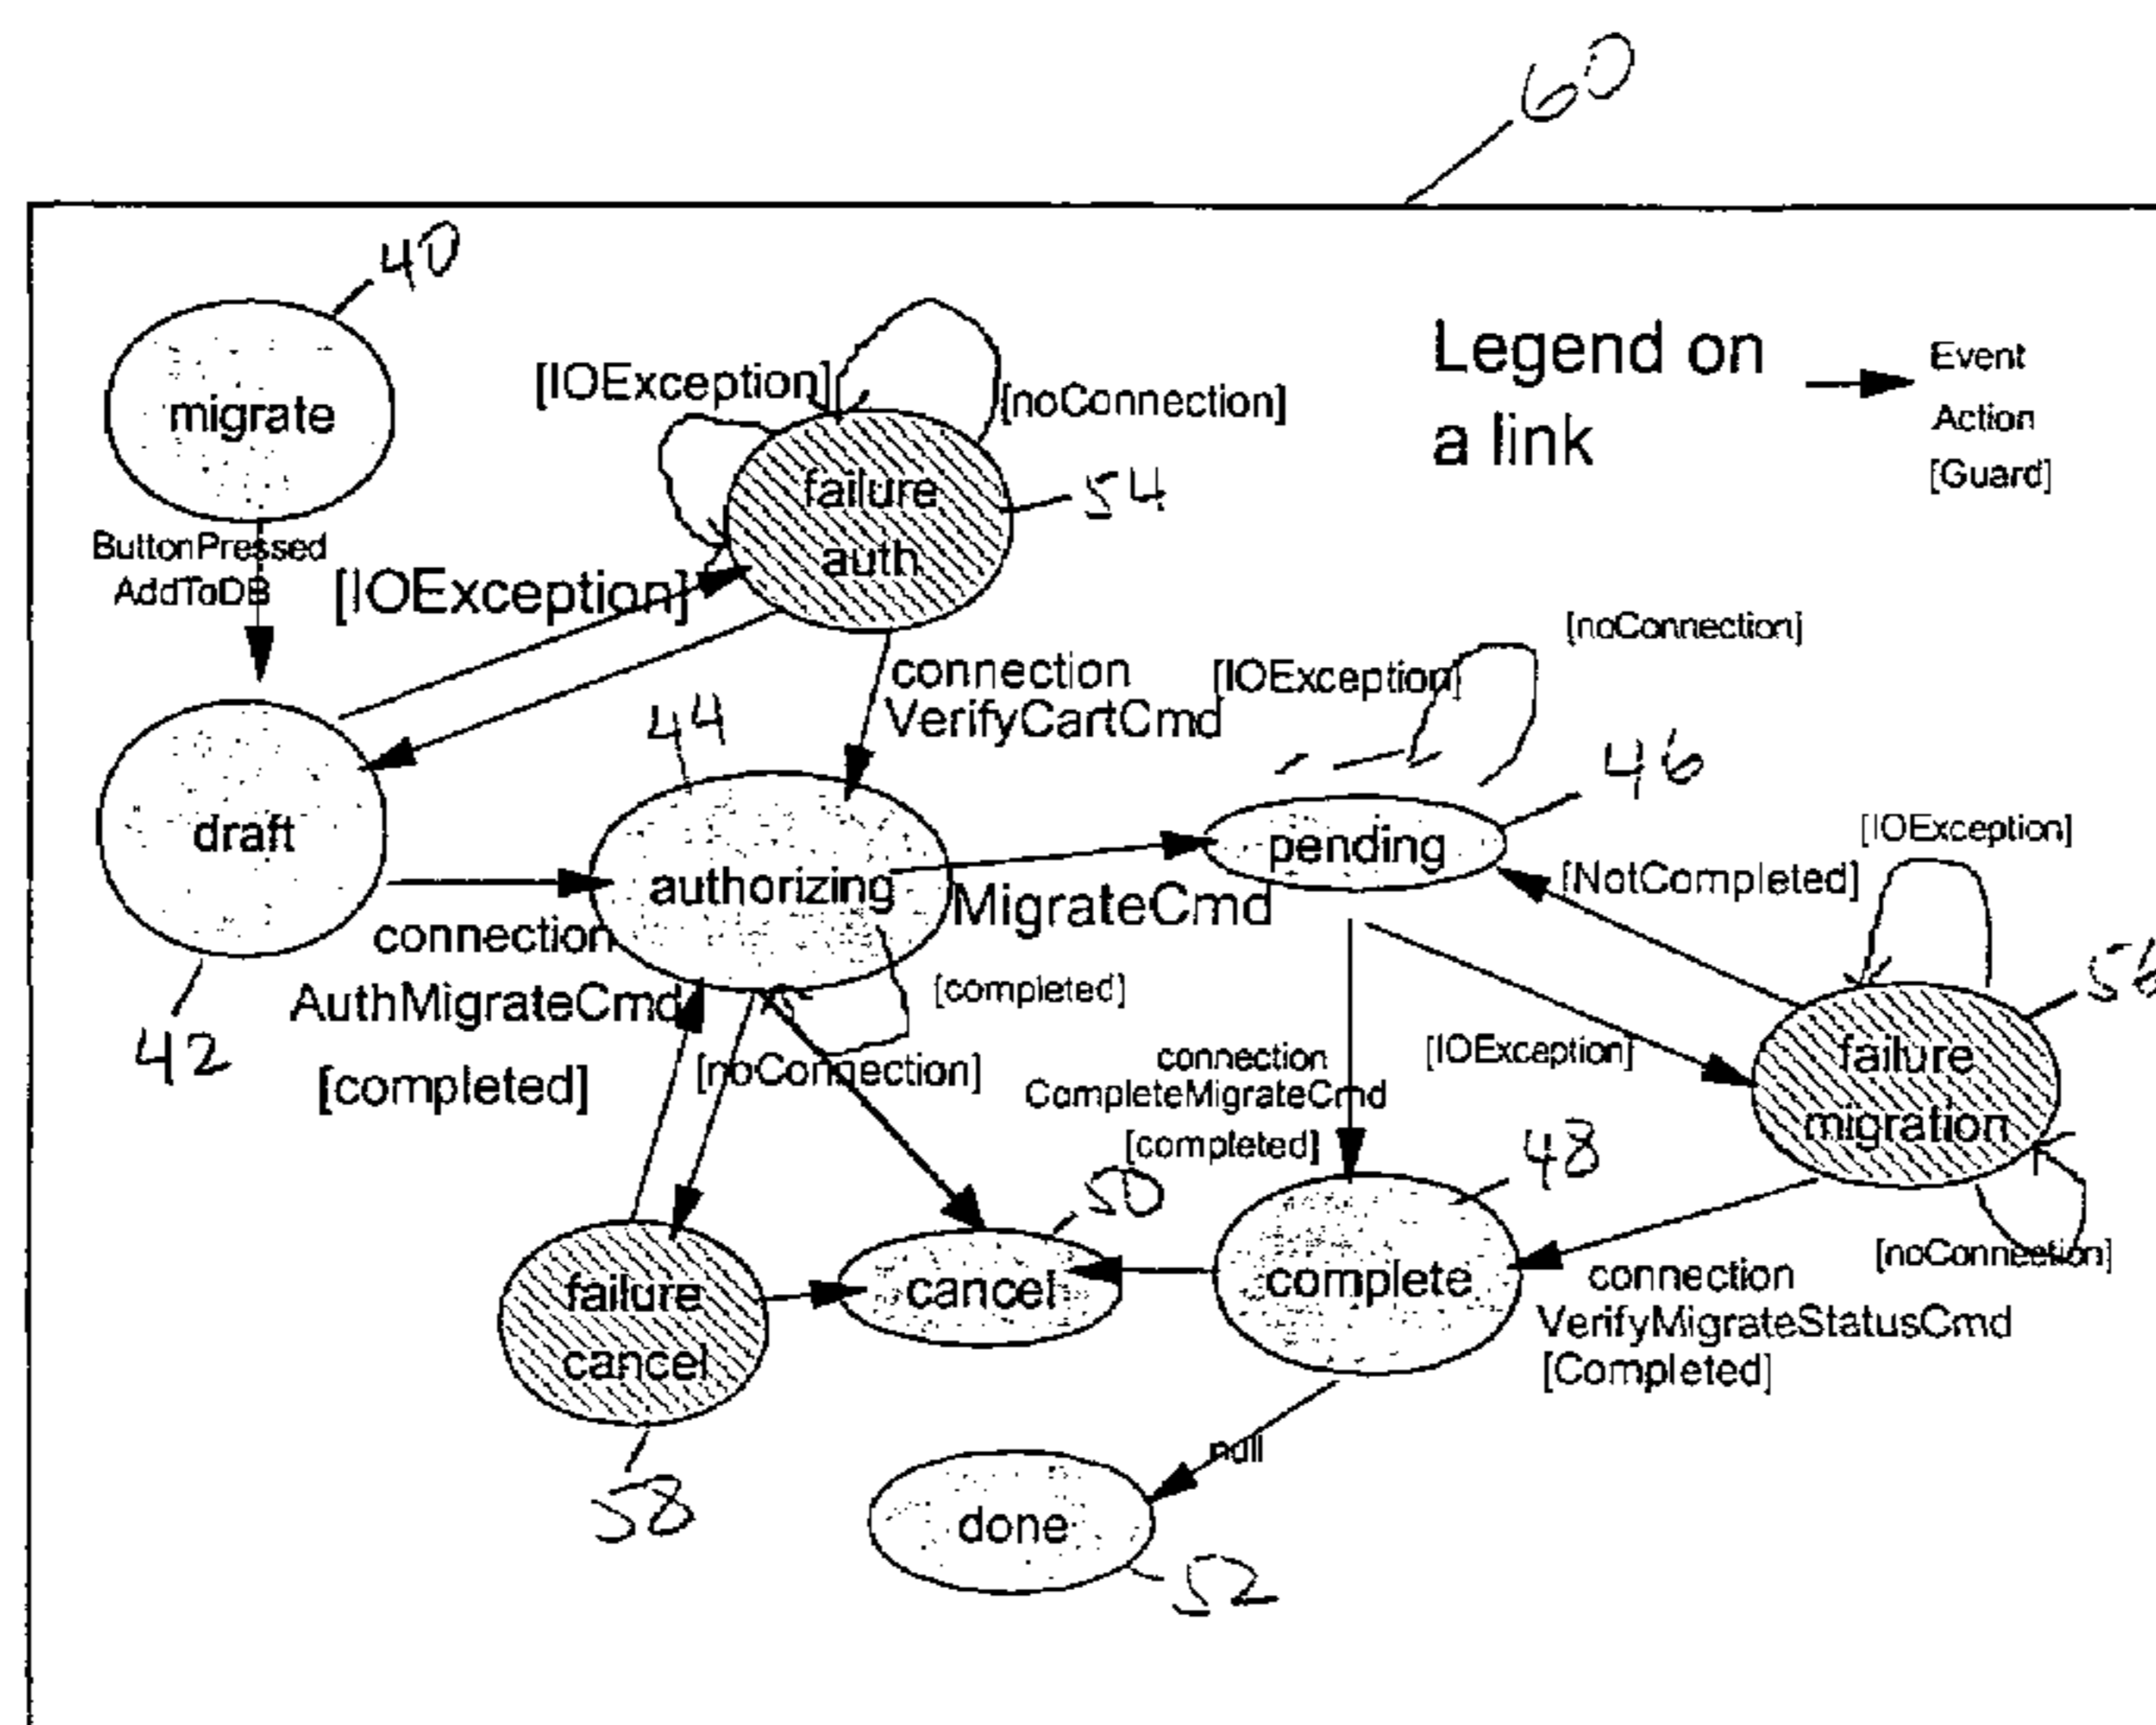 60
40
migrate
ButtonPressed
AddToDB
[IOException]
[noConnection]
failure
auth
54
Legend on
a link
Event
Action
[Guard]
[IOException]
connection
VerifyCartCmd
[IOException]
[noConnection]
44
46
draft
42
authorizing
pending
MigrateCmd
[NotCompleted]
[IOException]
connection
AuthMigrateCmd
[completed]
[completed]
[noConnection]
connection
CompleteMigrateCmd
[completed]
[IOException]
56
failure
migration
[noConnection]
48
50
failure
cancel
58
cancel
complete
connection
VerifyMigrateStatusCmd
[Completed]
null
done
52